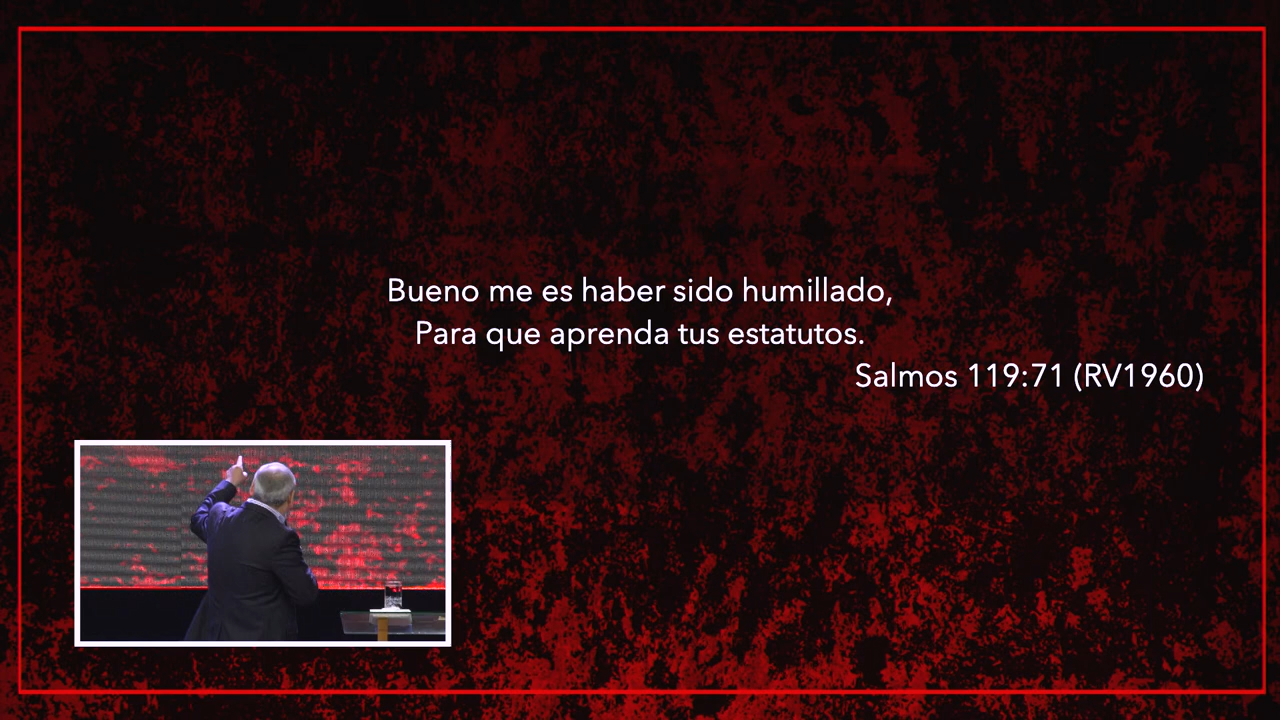 Bueno me es haber sido humillado,
Para que aprenda tus estatutos.
Salmos 119:71 (RV1960)